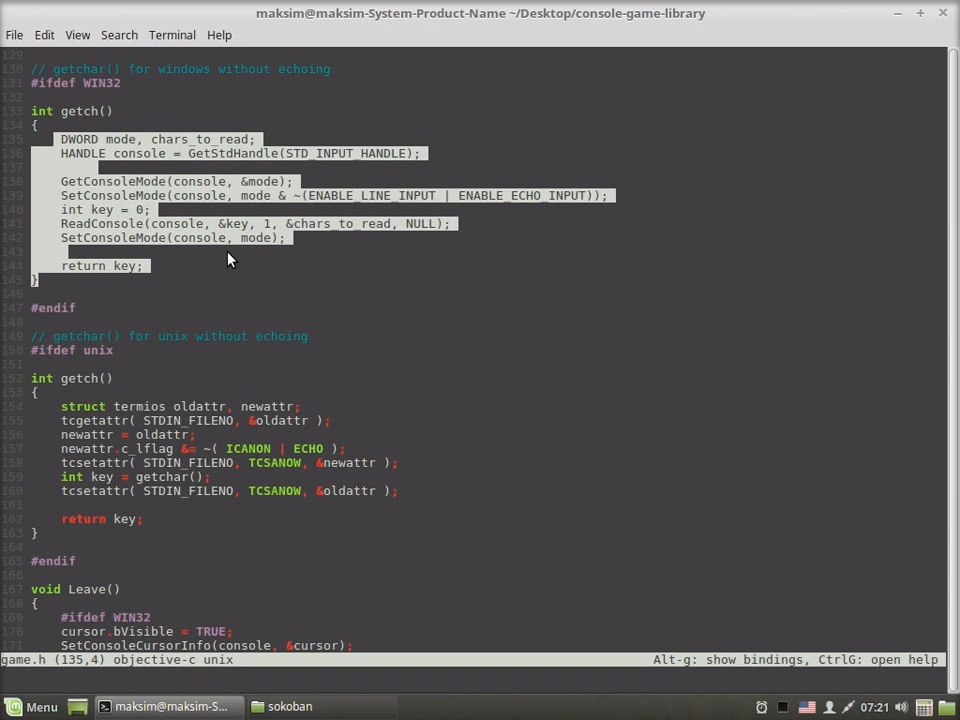 maksim@maksim-System-Product-Name ~/Desktop/console-game-library
File Edit View Search Terminal Help
129
130 // getchar() for windows without echoing
131 #ifdef WIN32
132
133 int getch()
134 {
135     DWORD mode, chars_to_read;
136     HANDLE console = GetStdHandle(STD_INPUT_HANDLE);
137
138     GetConsoleMode(console, &mode);
139     SetConsoleMode(console, mode & ~(ENABLE_LINE_INPUT | ENABLE_ECHO_INPUT));
140     int key = 0;
141     ReadConsole(console, &key, 1, &chars_to_read, NULL);
142     SetConsoleMode(console, mode);
143
144     return key;
145 }
146
147 #endif
148
149 // getchar() for unix without echoing
150 #ifdef unix
151
152 int getch()
153 {
154     struct termios oldattr, newattr;
155     tcgetattr( STDIN_FILENO, &oldattr );
156     newattr = oldattr;
157     newattr.c_lflag &= ~( ICANON | ECHO );
158     tcsetattr( STDIN_FILENO, TCSANOW, &newattr );
159     int key = getchar();
160     tcsetattr( STDIN_FILENO, TCSANOW, &oldattr );
161
162     return key;
163 }
164
165 #endif
166
167 void Leave()
168 {
169     #ifdef WIN32
170     cursor.bVisible = TRUE;
171     SetConsoleCursorInfo(console, &cursor);
game.h (135,4) objective-c unix Alt-g: show bindings, CtrlG: open help
Menu maksim@maksim-S... sokoban 07:21